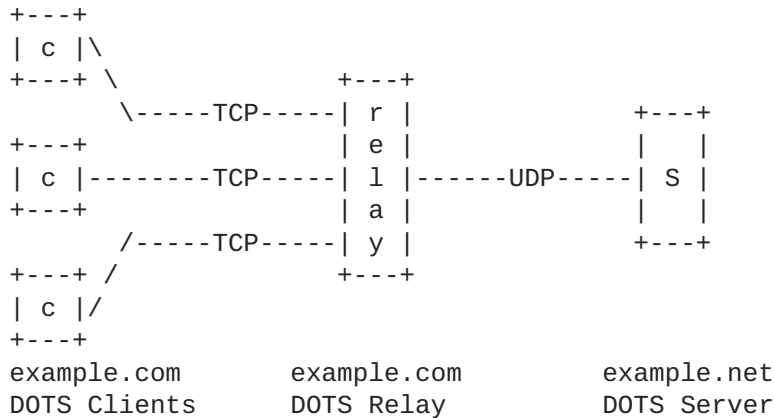 +---+
| c |\
+---+ \              +---+
       \-----TCP-----| r |              +---+
+---+                | e |              |   |
| c |--------TCP-----| l |------UDP-----| S |
+---+                | a |              |   |
       /-----TCP-----| y |              +---+
+---+ /              +---+
| c |/
+---+
example.com       example.com           example.net
DOTS Clients      DOTS Relay            DOTS Server